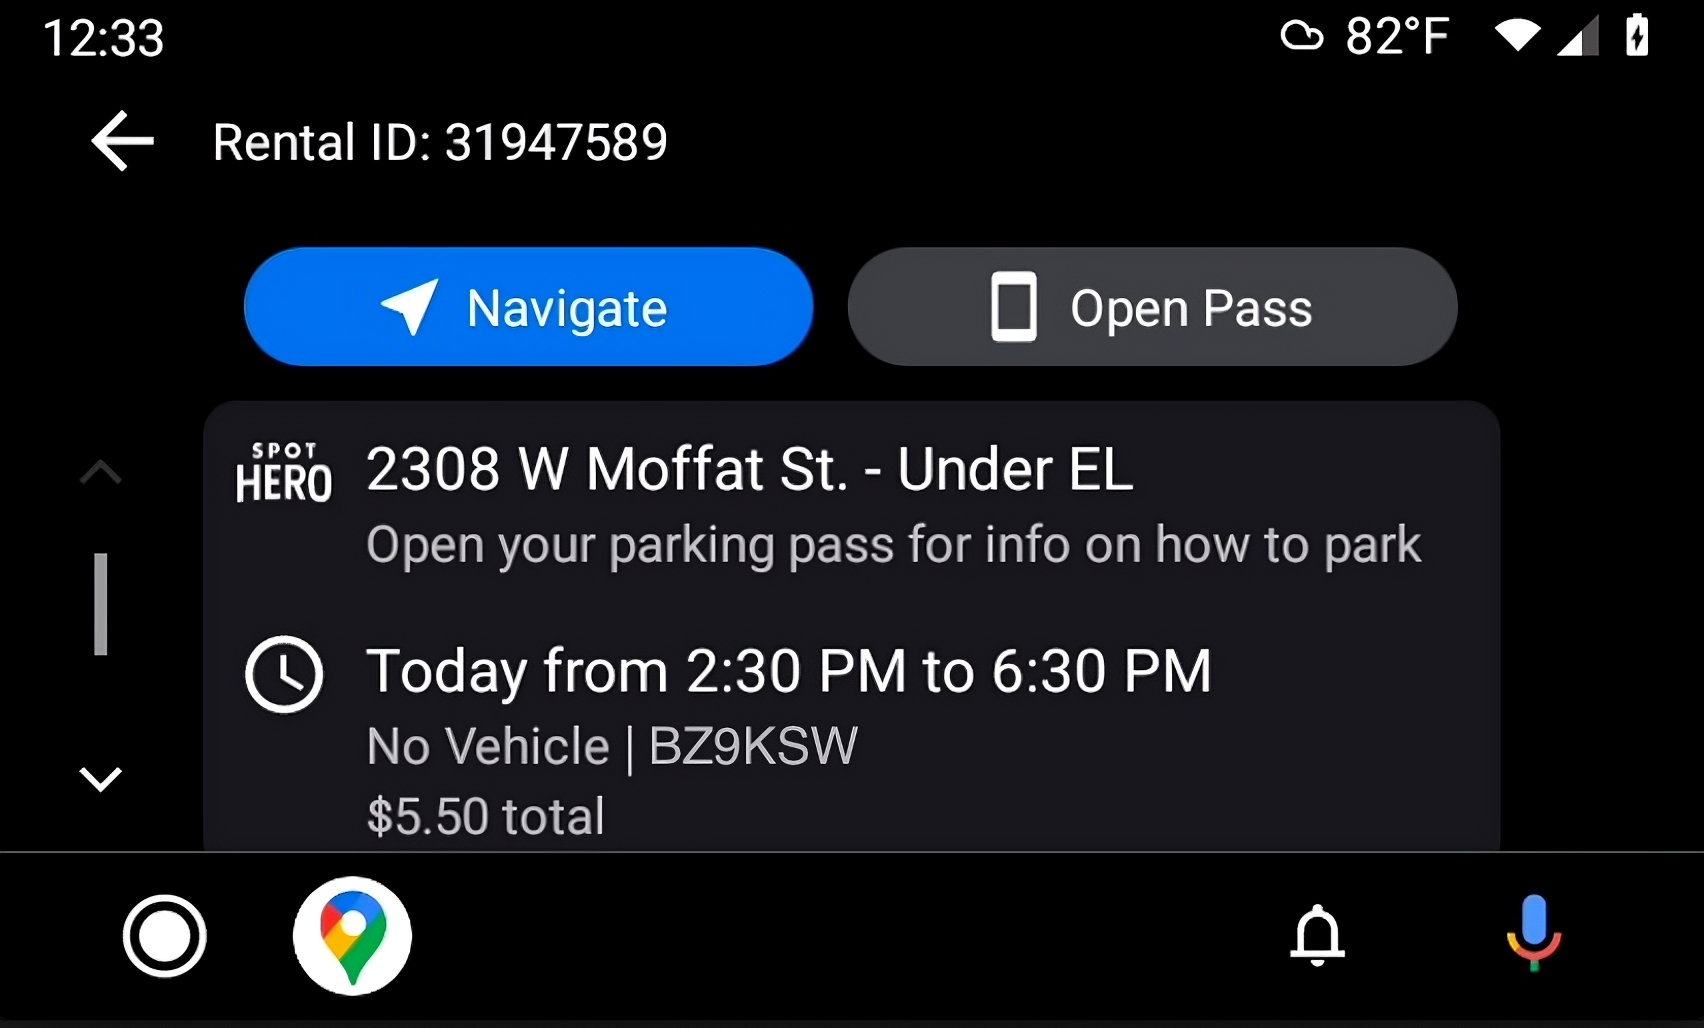 12:33
82°F
Rental ID: 31947589
Navigate
Open Pass
SPOT
HERO
2308 W Moffat St. - Under EL
Open your parking pass for info on how to park
Today from 2:30 PM to 6:30 PM
No Vehicle | BZ9KSW
$5.50 total